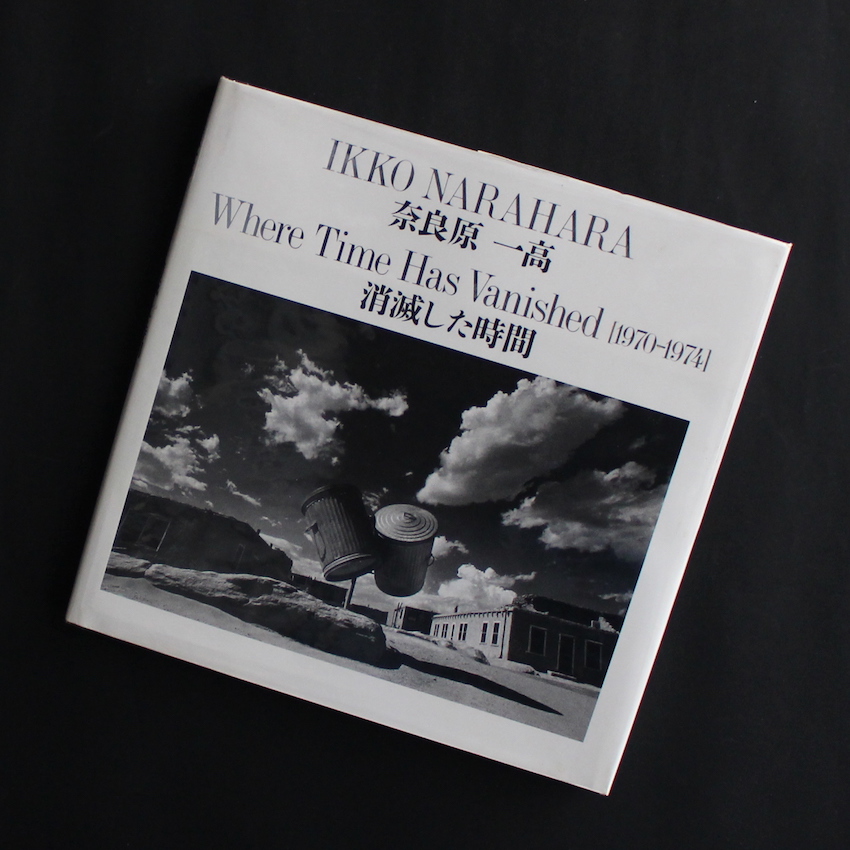 IKKO NARAHARA
奈良原 一高
Where Time Has Vanished [1970–1974]
消滅した時間